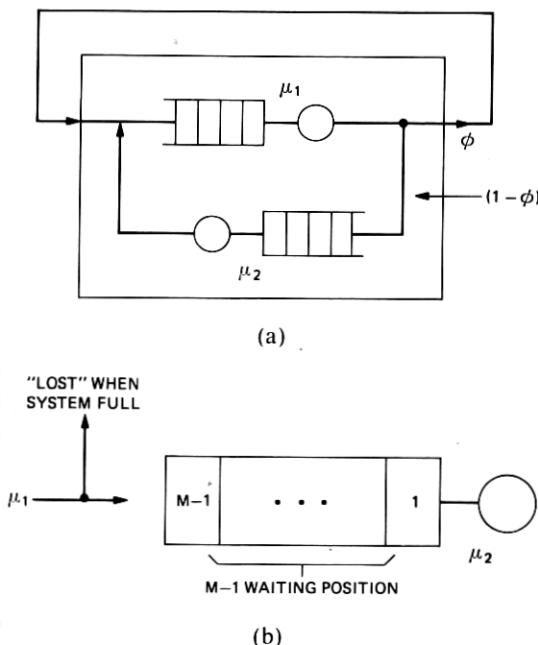 μ1
ϕ
(1 − ϕ)
μ2
(a)
"LOST" WHEN
SYSTEM FULL
μ1
M−1 • • • 1
μ2
M−1 WAITING POSITION
(b)